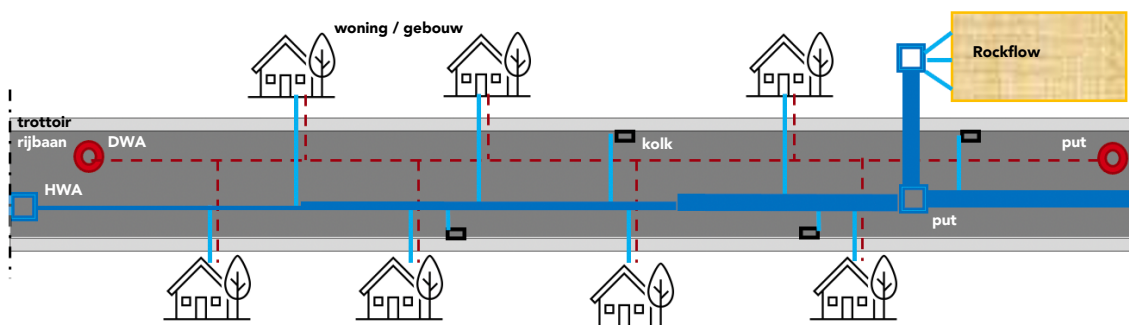 woning / gebouw
Rockflow
trottoir
rijbaan
DWA
kolk
put
HWA
put